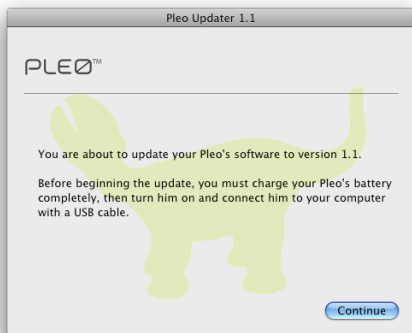 Pleo Updater 1.1
PLEO™
You are about to update your Pleo's software to version 1.1.
Before beginning the update, you must charge your Pleo's battery
completely, then turn him on and connect him to your computer
with a USB cable.
Continue